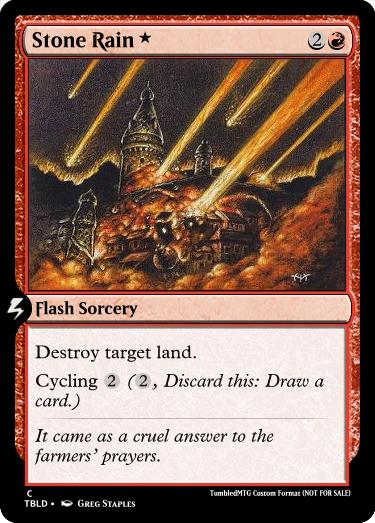 Stone Rain ★ 2
Flash Sorcery
Destroy target land.
Cycling 2 (2, Discard this: Draw a
card.)
It came as a cruel answer to the
farmers' prayers.
C
TBLD • Greg Staples
TumbledMTG Custom Format (NOT FOR SALE)